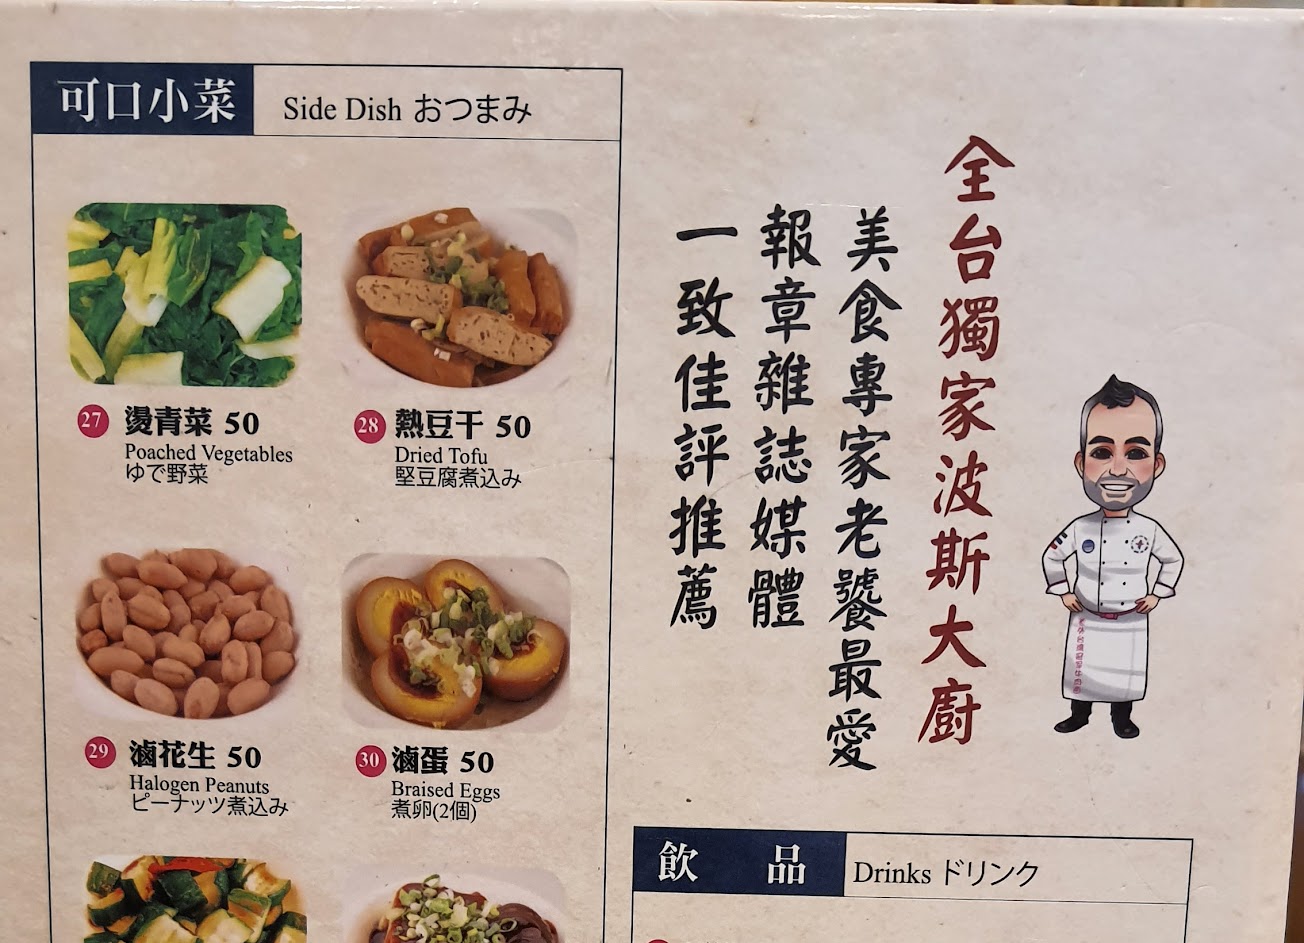 可口小菜 Side Dish おつまみ
27 燙青菜 50
Poached Vegetables
ゆで野菜
28 熱豆干 50
Dried Tofu
堅豆腐煮込み
29 滷花生 50
Halogen Peanuts
ピーナッツ煮込み
30 滷蛋 50
Braised Eggs
煮卵(2個)
全台獨家波斯大廚
美食專家老饕最愛
報章雜誌媒體
一致佳評推薦
飲品 Drinks ドリンク